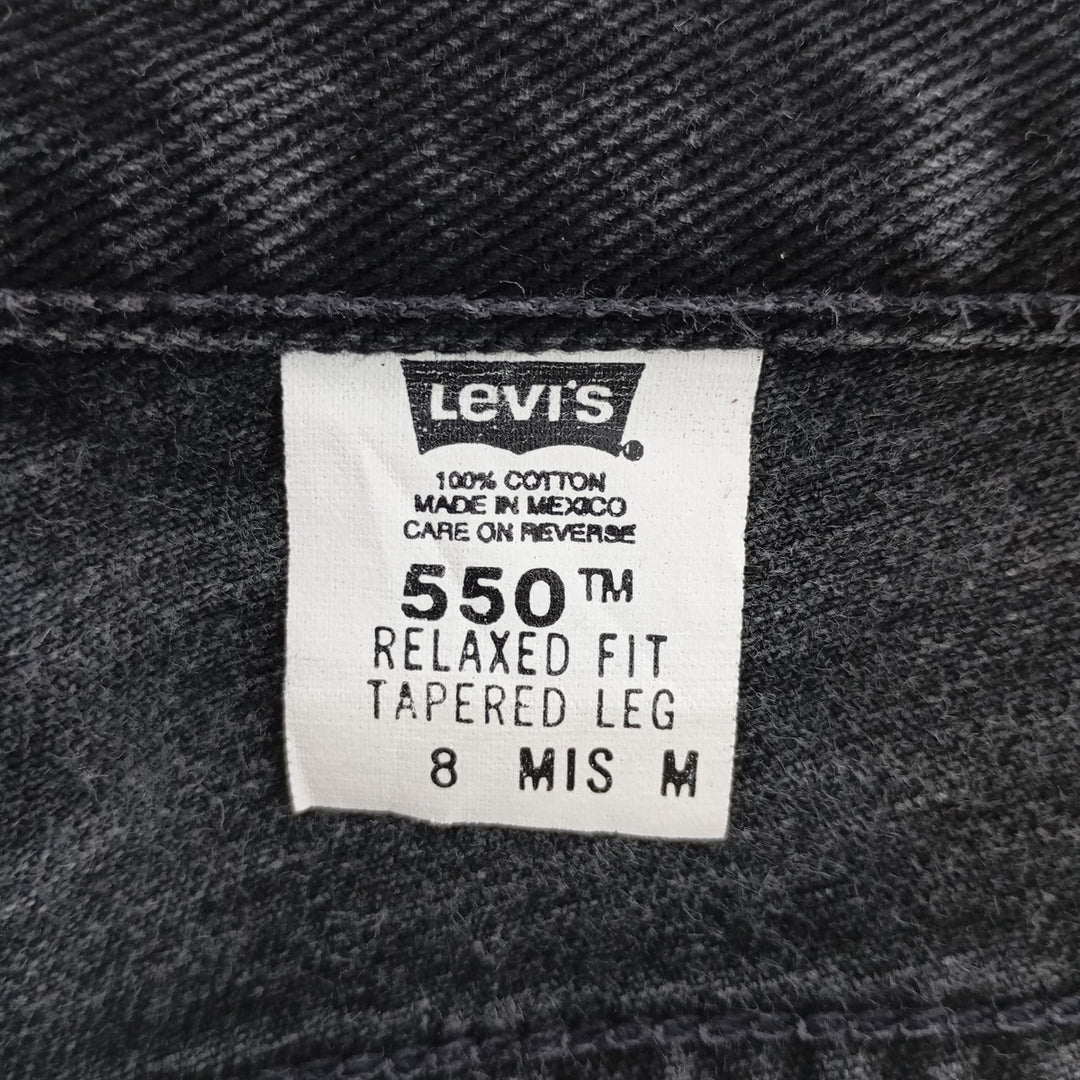 Levi's
100% COTTON
MADE IN MEXICO
CARE ON REVERSE
550™
RELAXED FIT
TAPERED LEG
8 MIS M